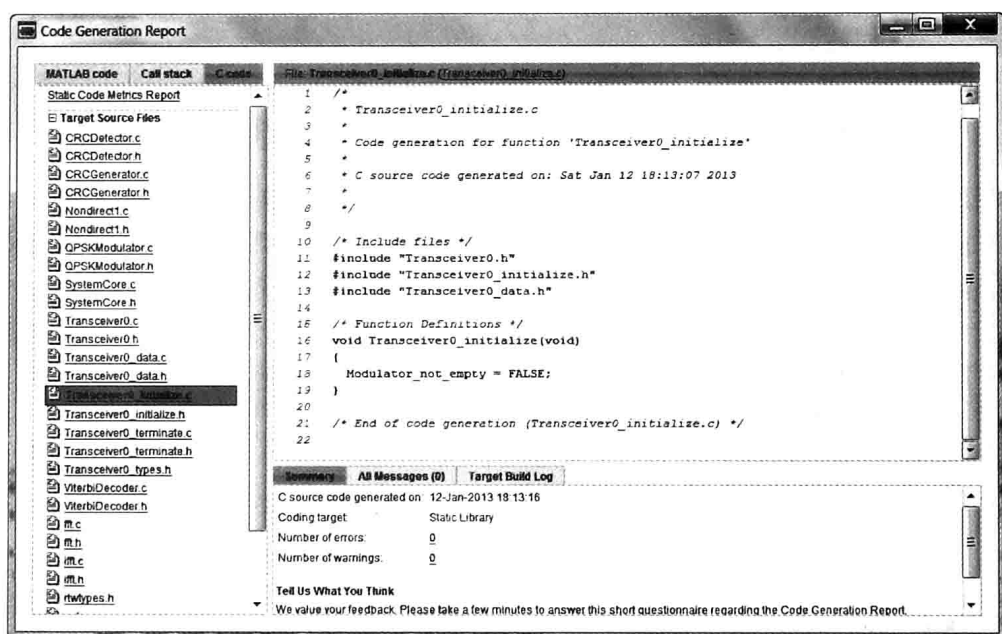 Code Generation Report
MATLAB code Call stack C code
Static Code Metrics Report
Target Source Files
CRCDetector.c
CRCDetector.h
CRCGenerator.c
CRCGenerator.h
Nondirect1.c
Nondirect1.h
QPSKModulator.c
QPSKModulator.h
SystemCore.c
SystemCore.h
Transceiver0.c
Transceiver0.h
Transceiver0_data.c
Transceiver0_data.h
Transceiver0_initialize.c
Transceiver0_initialize.h
Transceiver0_terminate.c
Transceiver0_terminate.h
Transceiver0_types.h
ViterbiDecoder.c
ViterbiDecoder.h
fft.c
fft.h
ifft.c
ifft.h
rtwtypes.h
File: Transceiver0_initialize.c (Transceiver0_initialize.c)
1 /*
2 * Transceiver0_initialize.c
3 *
4 * Code generation for function 'Transceiver0_initialize'
5 *
6 * C source code generated on: Sat Jan 12 18:13:07 2013
7 *
8 */
9
10 /* Include files */
11 #include "Transceiver0.h"
12 #include "Transceiver0_initialize.h"
13 #include "Transceiver0_data.h"
14
15 /* Function Definitions */
16 void Transceiver0_initialize(void)
17 {
18 Modulator_not_empty = FALSE;
19 }
20
21 /* End of code generation (Transceiver0_initialize.c) */
22
Summary All Messages (0) Target Build Log
C source code generated on: 12-Jan-2013 18:13:16
Coding target: Static Library
Number of errors: 0
Number of warnings: 0
Tell Us What You Think
We value your feedback. Please take a few minutes to answer this short questionnaire regarding the Code Generation Report.